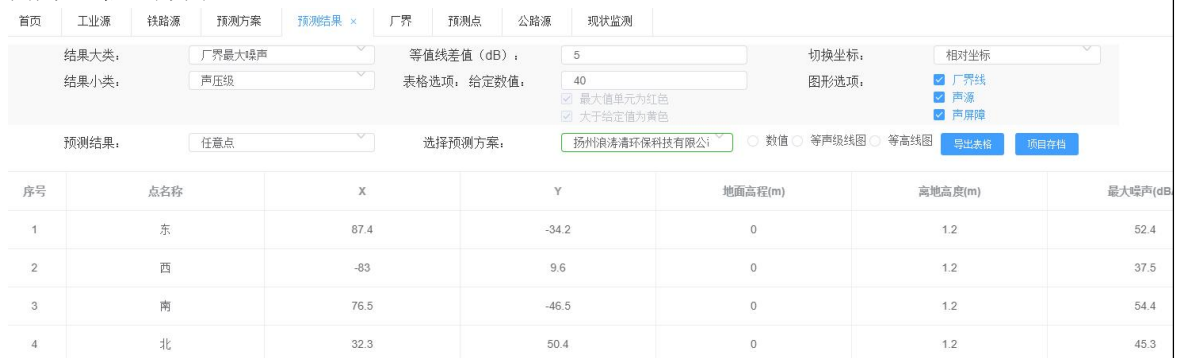 首页 工业源 铁路源 预测方案 预测结果 × 厂界 预测点 公路源 现状监测
结果大类： 厂界最大噪声 等值线差值（dB）： 5 切换坐标： 相对坐标
结果小类： 声压级 表格选项：给定数值： 40 图形选项： 厂界线
最大值单元为红色 声源
大于给定值为黄色 声屏障
预测结果： 任意点 选择预测方案： 扬州浪涛清环保科技有限公 数值 等声级线图 等高线图 导出表格 项目存档
序号 点名称 X Y 地面高程(m) 离地高度(m) 最大噪声(dB
1 东 87.4 -34.2 0 1.2 52.4
2 西 -83 9.6 0 1.2 37.5
3 南 76.5 -46.5 0 1.2 54.4
4 北 32.3 50.4 0 1.2 45.3